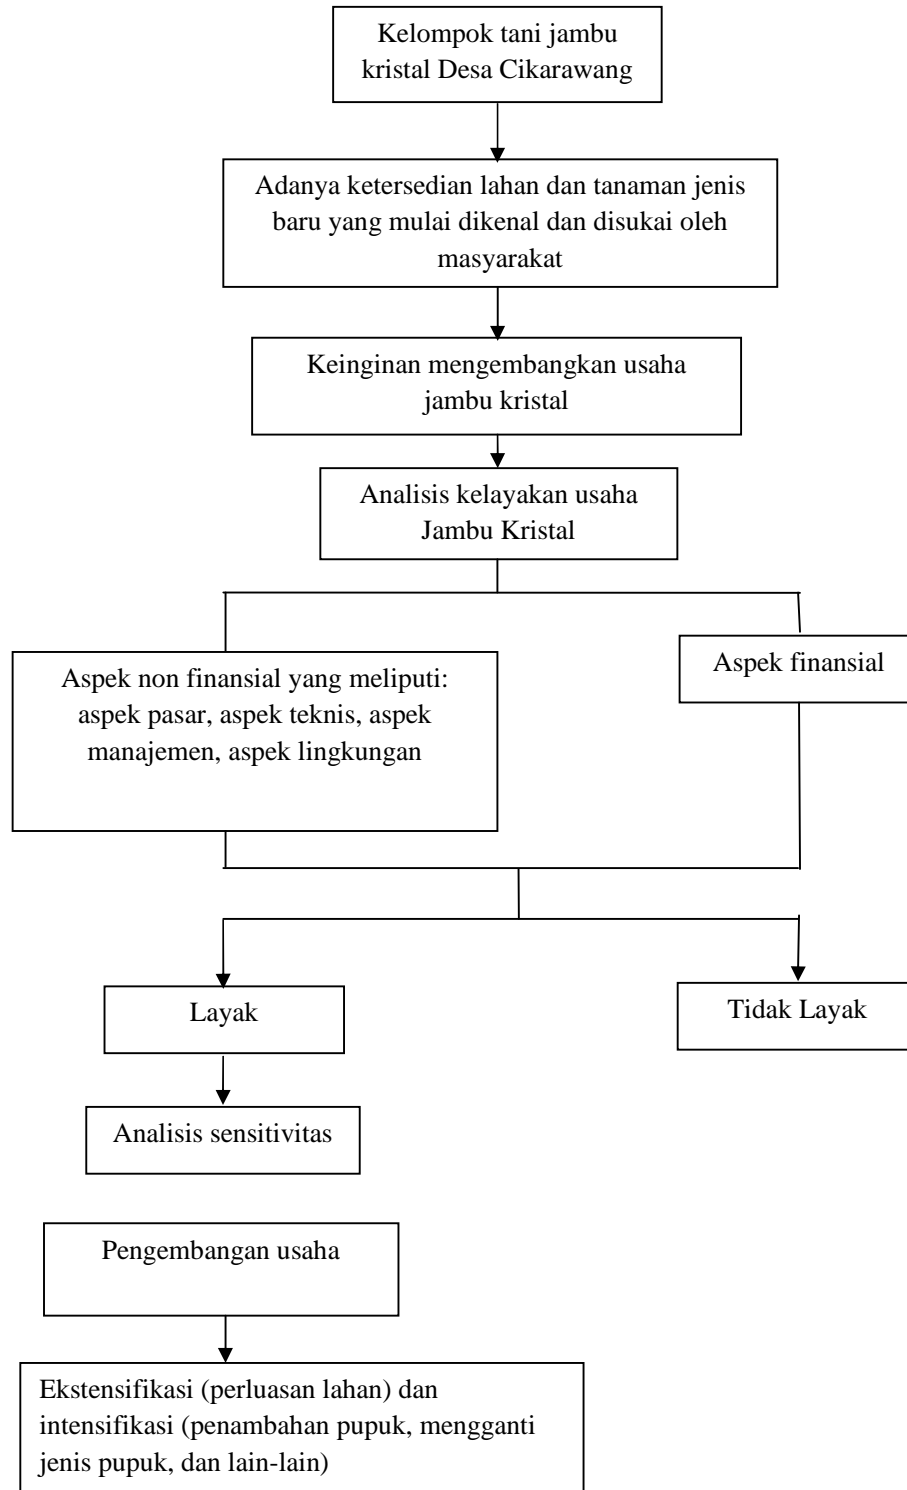 Kelompok tani jambu
kristal Desa Cikarawang
Adanya ketersedian lahan dan tanaman jenis
baru yang mulai dikenal dan disukai oleh
masyarakat
Keinginan mengembangkan usaha
jambu kristal
Analisis kelayakan usaha
Jambu Kristal
Aspek non finansial yang meliputi:
aspek pasar, aspek teknis, aspek
manajemen, aspek lingkungan
Aspek finansial
Layak
Tidak Layak
Analisis sensitivitas
Pengembangan usaha
Ekstensifikasi (perluasan lahan) dan
intensifikasi (penambahan pupuk, mengganti
jenis pupuk, dan lain-lain)